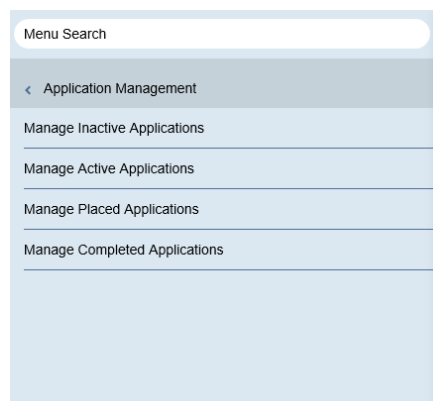 Menu Search
Application Management
Manage Inactive Applications
Manage Active Applications
Manage Placed Applications
Manage Completed Applications